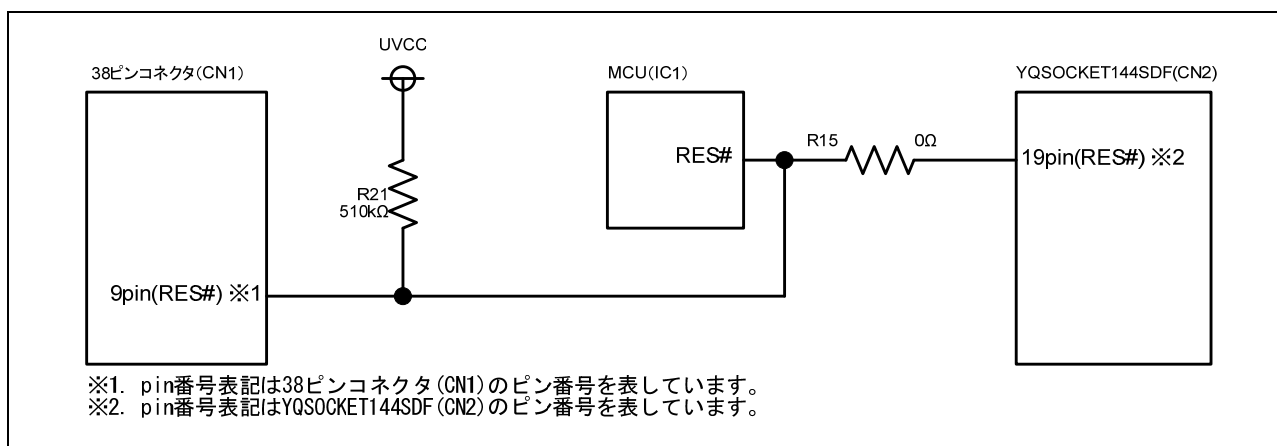 UVCC
38ピンコネクタ(CN1)
MCU(IC1)
YQSOCKET144SDF(CN2)
RES#
R15
0Ω
19pin(RES#) ※2
R21
510kΩ
9pin(RES#) ※1
※1. pin番号表記は38ピンコネクタ(CN1)のピン番号を表しています。
※2. pin番号表記はYQSOCKET144SDF(CN2)のピン番号を表しています。